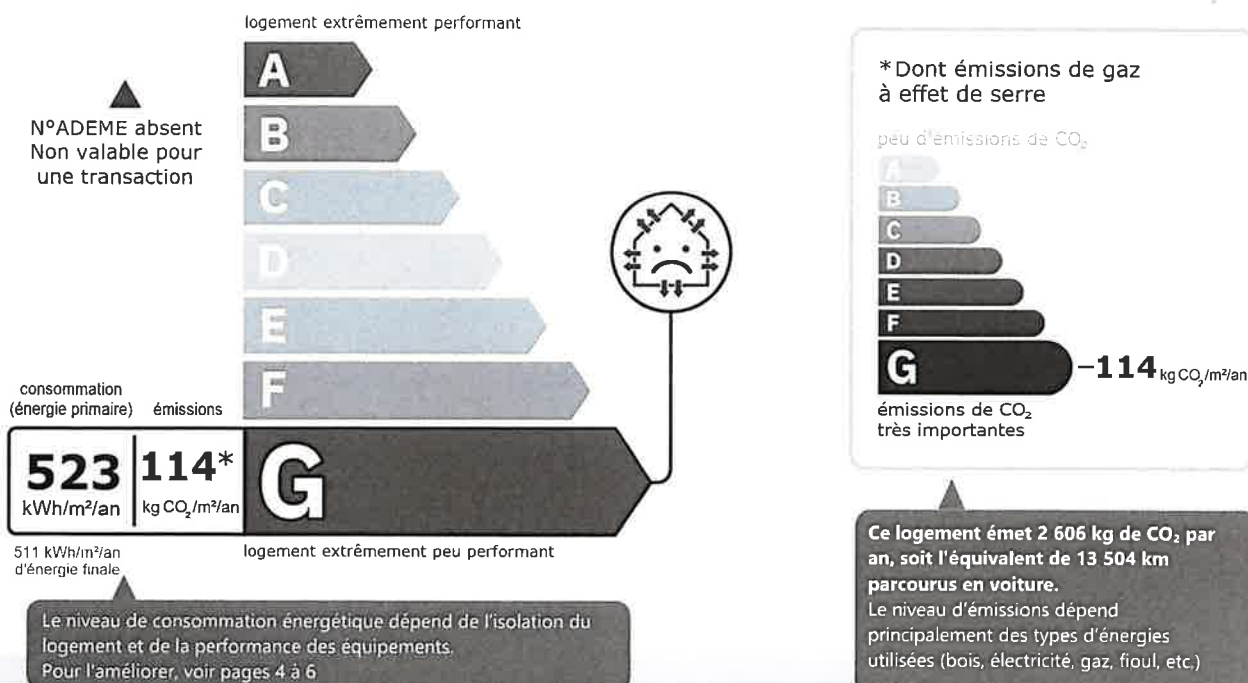 logement extrêmement performant
A
B
C
D
E
F
G
N°ADEME absent
Non valable pour
une transaction
consommation
(énergie primaire)
émissions
523
kWh/m²/an
114*
kg CO₂/m²/an
511 kWh/m²/an
d'énergie finale
logement extrêmement peu performant
Le niveau de consommation énergétique dépend de l'isolation du
logement et de la performance des équipements.
Pour l'améliorer, voir pages 4 à 6
*Dont émissions de gaz
à effet de serre
peu d'émissions de CO₂
A
B
C
D
E
F
G
–114 kg CO₂/m²/an
émissions de CO₂
très importantes
Ce logement émet 2 606 kg de CO₂ par
an, soit l'équivalent de 13 504 km
parcourus en voiture.
Le niveau d'émissions dépend
principalement des types d'énergies
utilisées (bois, électricité, gaz, fioul, etc.)